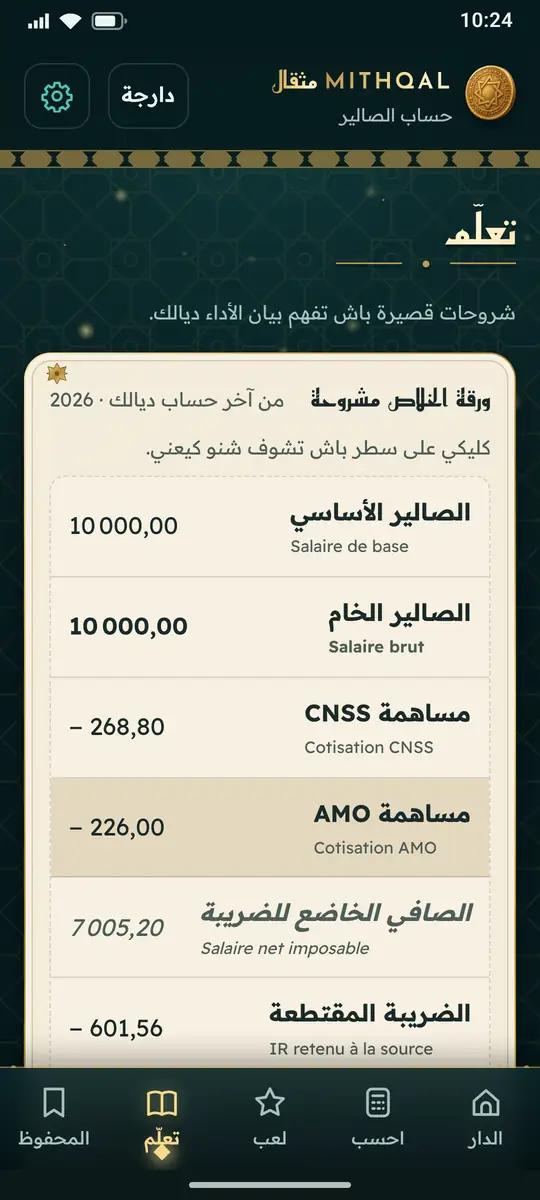 10:24
مثقال MITHQAL
حساب الصالير
دارجة
تعلّم
شروحات قصيرة باش تفهم بيان الأداء ديالك.
ورقة الخلاص مشروحة
من آخر حساب ديالك · 2026
كليكي على سطر باش تشوف شنو كيعني.
الصالير الأساسي
Salaire de base
10 000,00
الصالير الخام
Salaire brut
10 000,00
مساهمة CNSS
Cotisation CNSS
− 268,80
مساهمة AMO
Cotisation AMO
− 226,00
الصافي الخاضع للضريبة
Salaire net imposable
7 005,20
الضريبة المقتطعة
IR retenu à la source
− 601,56
الدار
احسب
لعب
تعلّم
المحفوظ